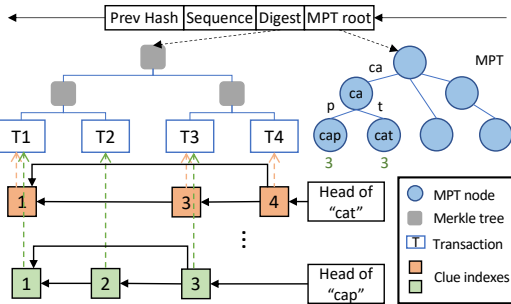 Prev Hash Sequence Digest MPT root
ca
MPT
ca
p t
T1 T2 T3 T4
cap cat
3 3
1 3 4 Head of "cat"
⋮
1 2 3 Head of "cap"
MPT node
Merkle tree
T Transaction
Clue indexes